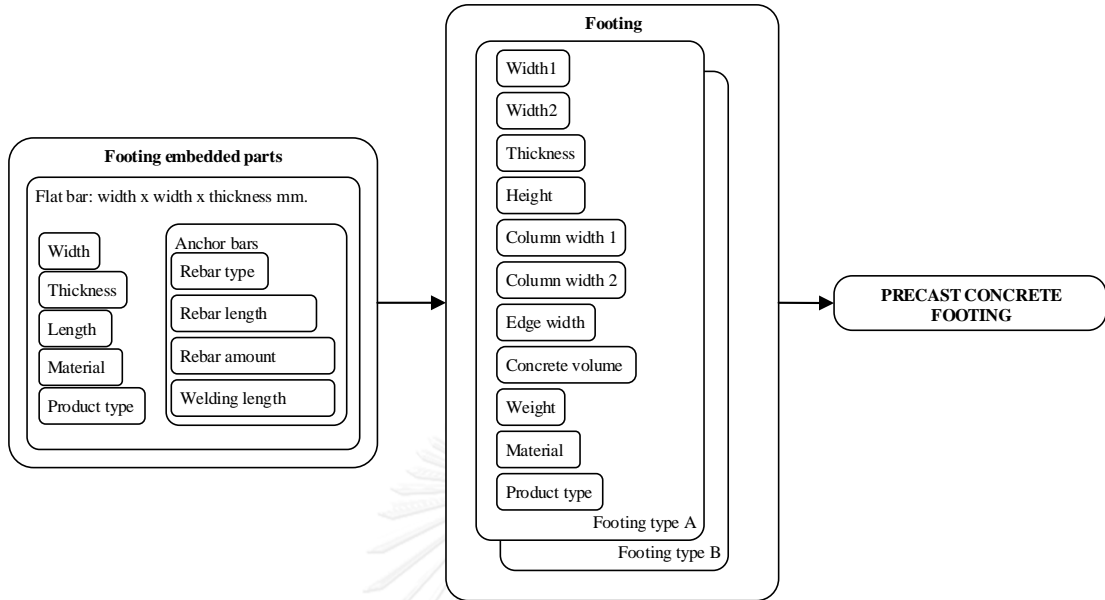 Footing embedded parts
Flat bar: width x width x thickness mm.
Width
Thickness
Length
Material
Product type
Anchor bars
Rebar type
Rebar length
Rebar amount
Welding length
Footing
Width1
Width2
Thickness
Height
Column width 1
Column width 2
Edge width
Concrete volume
Weight
Material
Product type
Footing type A
Footing type B
PRECAST CONCRETE
FOOTING